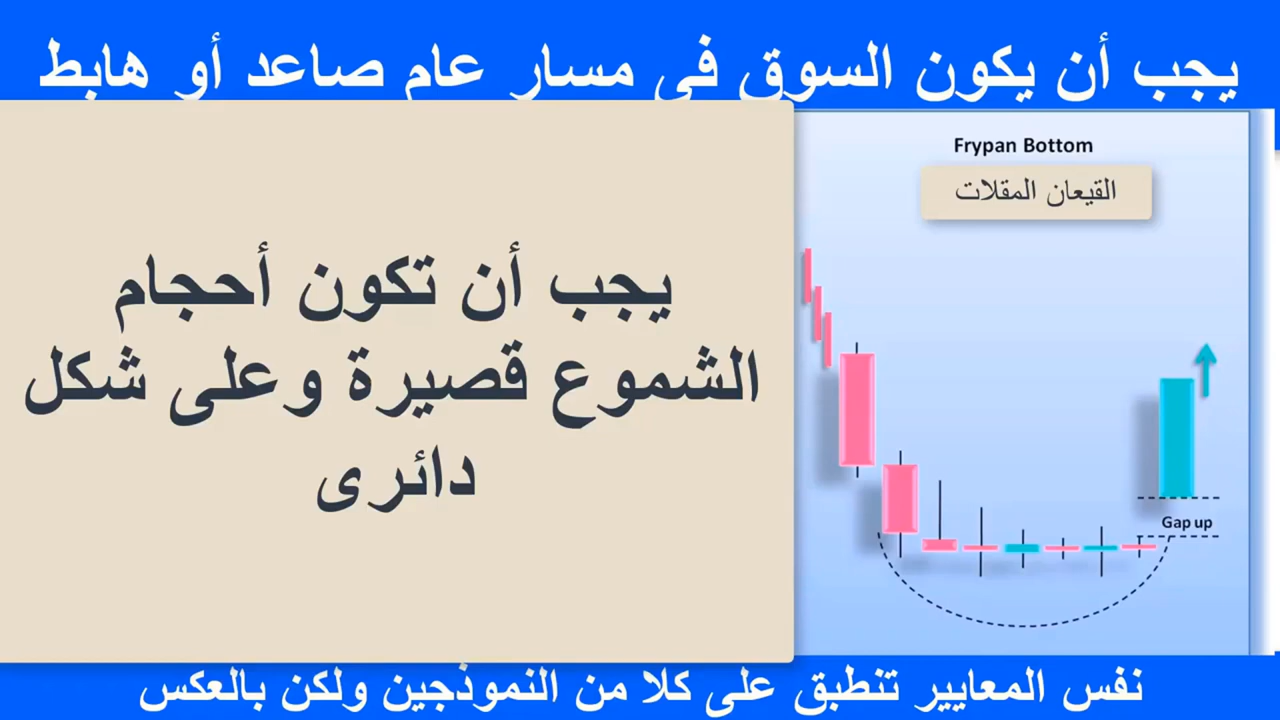 يجب أن يكون السوق فى مسار عام صاعد أو هابط
Frypan Bottom
القيعان المقلات
يجب أن تكون أحجام
الشموع قصيرة وعلى شكل
دائرى
Gap up
نفس المعايير تنطبق على كلا من النموذجين ولكن بالعكس